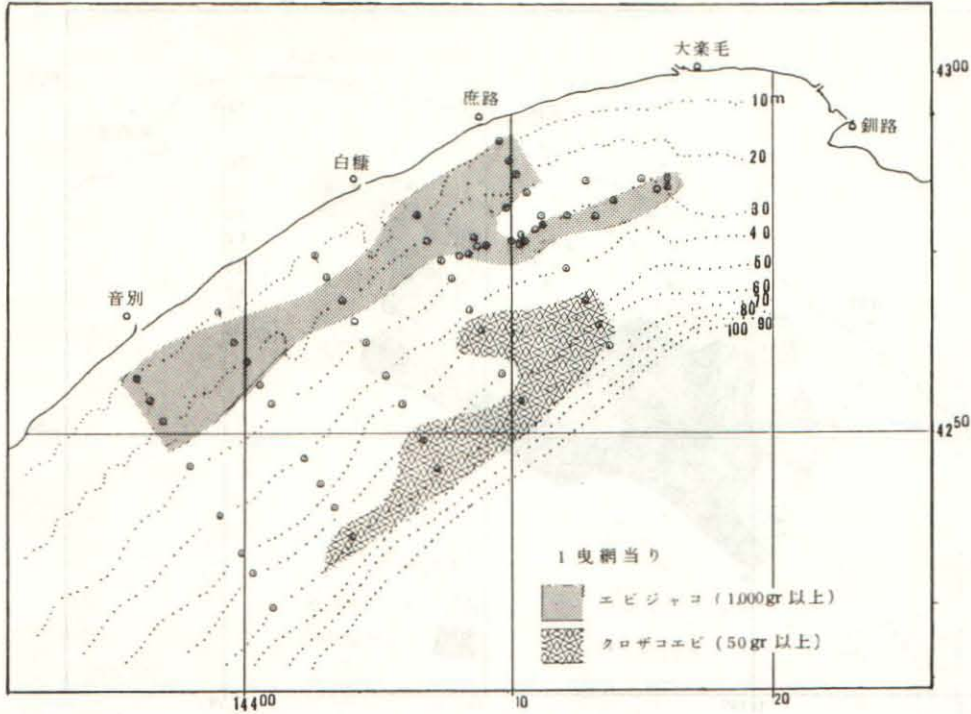 大楽毛
43⁰⁰
庶路
10m
釧路
20
白糠
30
40
50
音別
60
70
80
100 90
42⁵⁰
1 曳網当り
エビジャコ (1,000gr 以上)
クロザコエビ (50gr 以上)
144⁰⁰
10
20